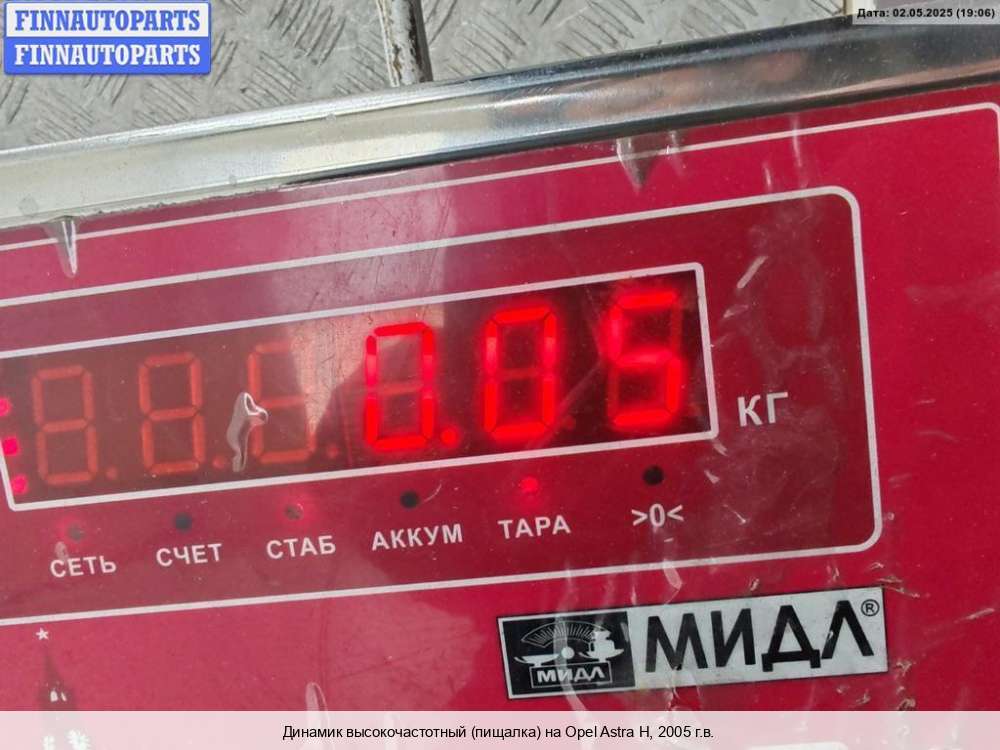 FINNAUTOPARTS
FINNAUTOPARTS
Дата: 02.05.2025 (19:06)
0.05
КГ
СЕТЬ СЧЕТ СТАБ АККУМ ТАРА >0<
МИДЛ
МИДЛ®
Динамик высокочастотный (пищалка) на Opel Astra H, 2005 г.в.